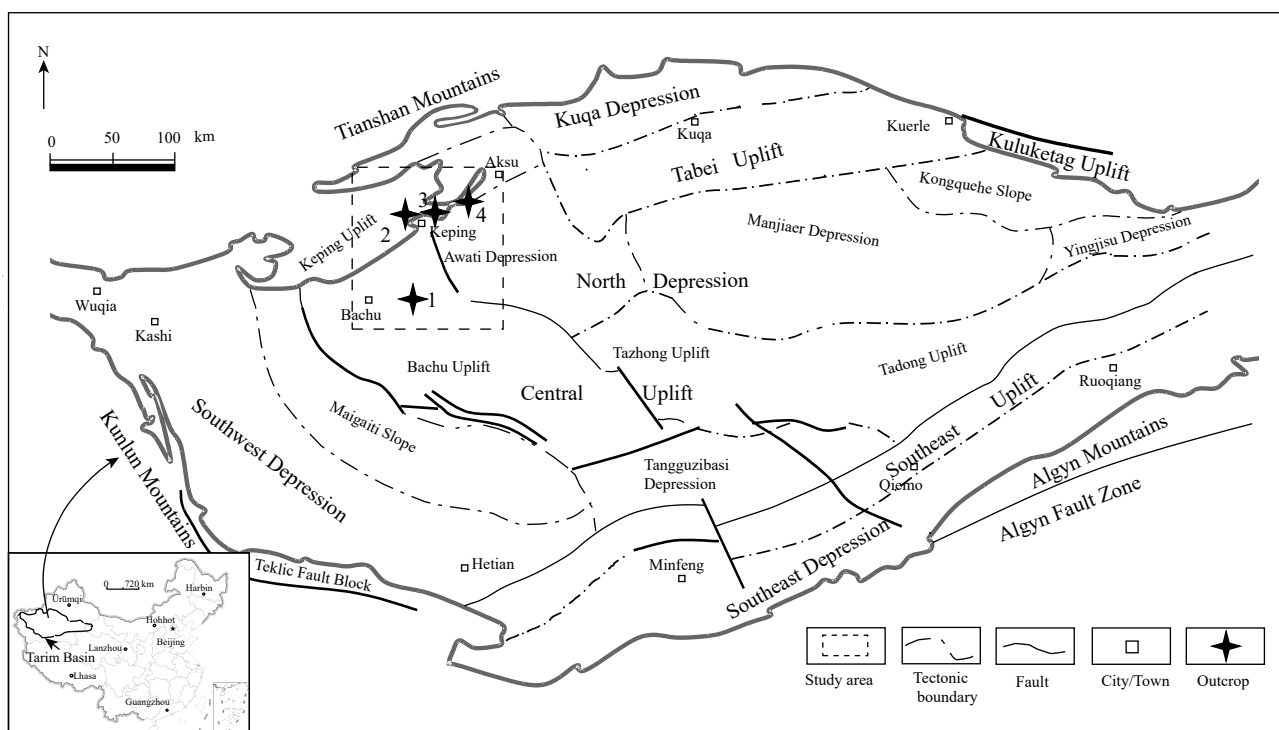 N
0 50 100 km
Tianshan Mountains
Kuqa Depression
Kuqa
Kuerle
Kuluketag Uplift
Tabei Uplift
Aksu
Kongquehe Slope
3
4
2
Keping
Keping Uplift
Manjiaer Depression
Yingjisu Depression
Awati Depression
North Depression
Wuqia
Bachu
1
Kashi
Tazhong Uplift
Tadong Uplift
Bachu Uplift
Ruoqiang
Central Uplift
Uplift
Maigaiti Slope
Southwest Depression
Southeast
Kunlun Mountains
Tangguzibasi
Depression
Qiemo
Algyn Mountains
Algyn Fault Zone
Hetian
Minfeng
Southeast Depression
Teklic Fault Block
0 720 km
Harbin
Ürümqi
Hohhot
Beijing
Lanzhou
Tarim Basin
Lhasa
Guangzhou
Study area
Tectonic
boundary
Fault
City/Town
Outcrop